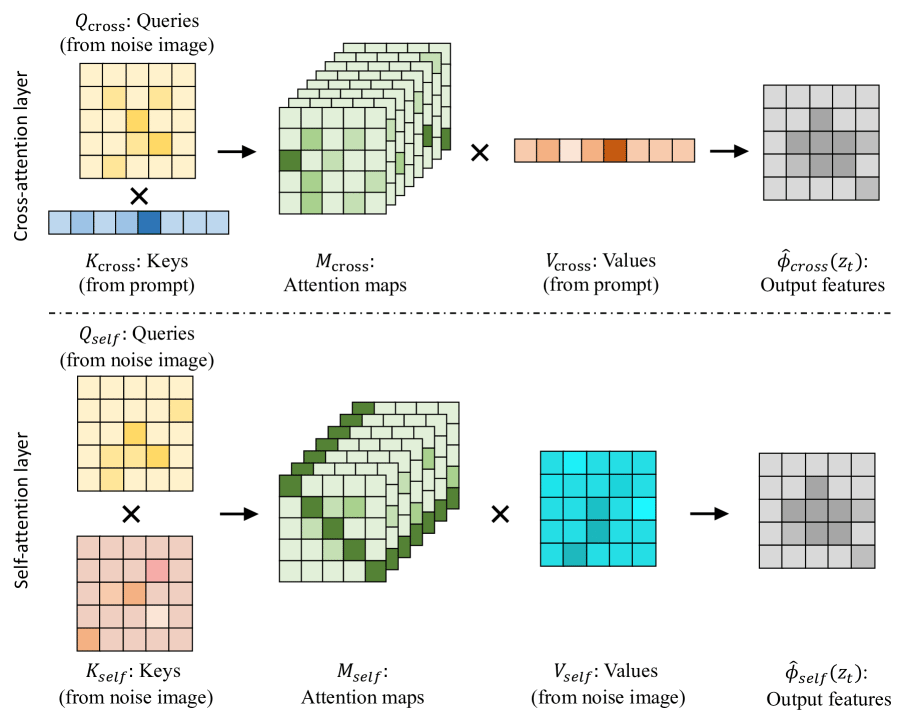 Cross-attention layer
Q_cross: Queries
(from noise image)
K_cross: Keys
(from prompt)
M_cross:
Attention maps
V_cross: Values
(from prompt)
ϕ̂_cross(z_t):
Output features
Self-attention layer
Q_self: Queries
(from noise image)
K_self: Keys
(from noise image)
M_self:
Attention maps
V_self: Values
(from noise image)
ϕ̂_self(z_t):
Output features